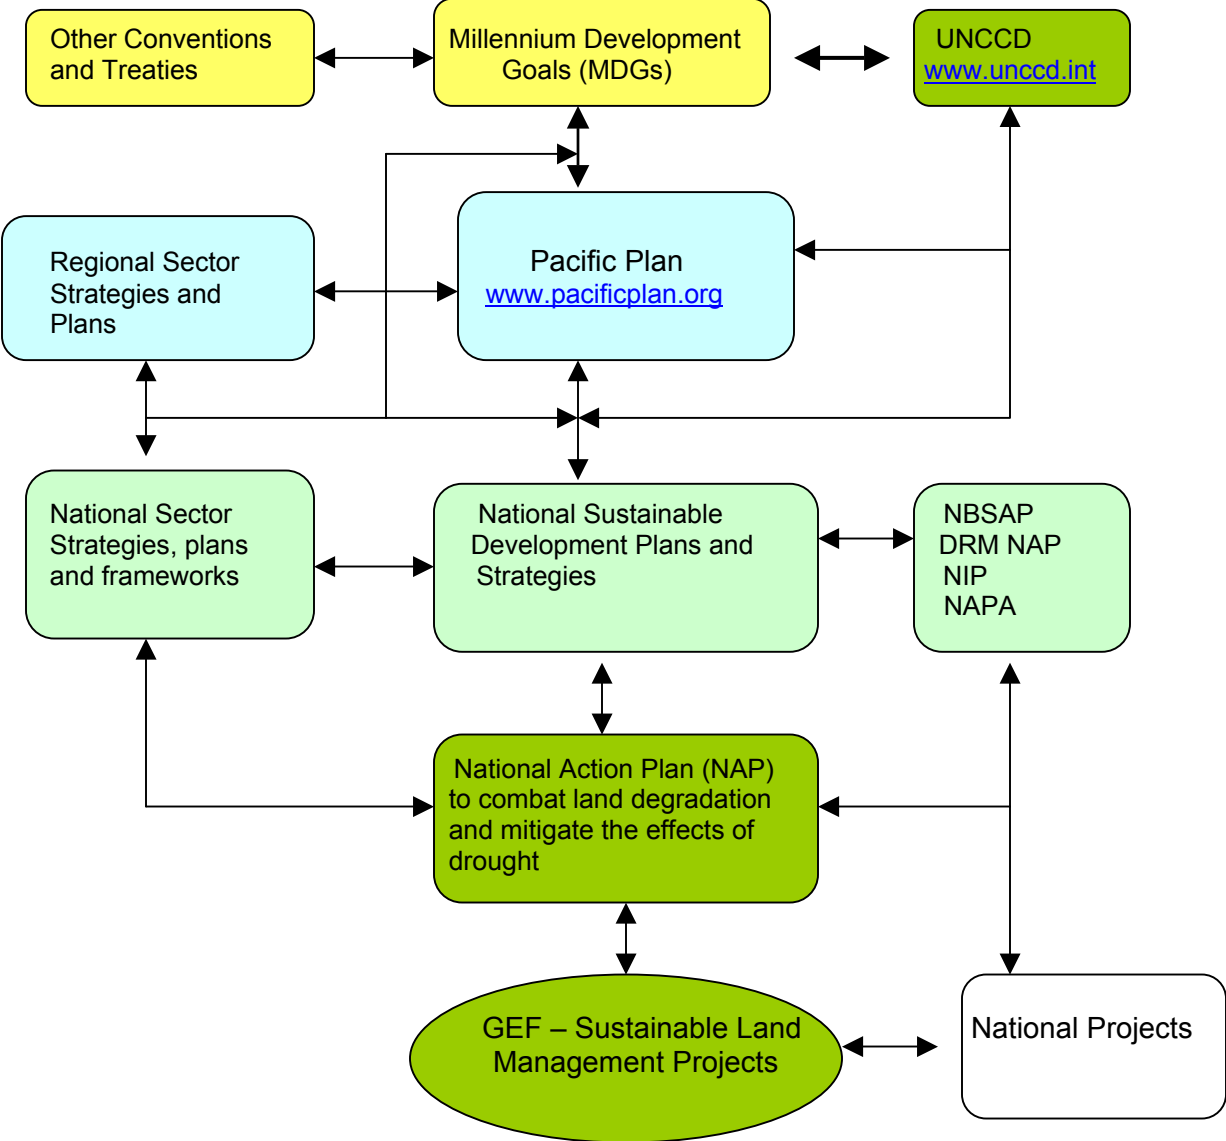 Other Conventions
and Treaties
Millennium Development
Goals (MDGs)
UNCCD
www.unccd.int
Regional Sector
Strategies and
Plans
Pacific Plan
www.pacificplan.org
National Sector
Strategies, plans
and frameworks
National Sustainable
Development Plans and
Strategies
NBSAP
DRM NAP
NIP
NAPA
National Action Plan (NAP)
to combat land degradation
and mitigate the effects of
drought
GEF – Sustainable Land
Management Projects
National Projects